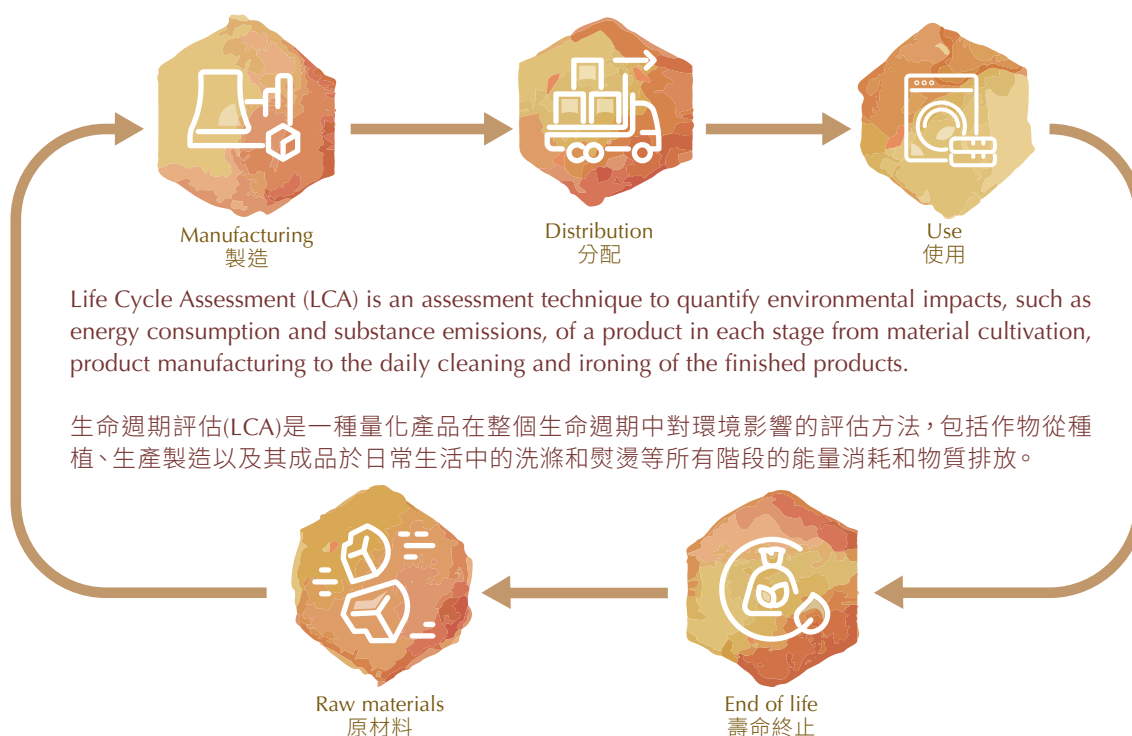 Manufacturing
製造
Distribution
分配
Use
使用
Life Cycle Assessment (LCA) is an assessment technique to quantify environmental impacts, such as
energy consumption and substance emissions, of a product in each stage from material cultivation,
product manufacturing to the daily cleaning and ironing of the finished products.
生命週期評估(LCA)是一種量化產品在整個生命週期中對環境影響的評估方法，包括作物從種
植、生產製造以及其成品於日常生活中的洗滌和熨燙等所有階段的能量消耗和物質排放。
Raw materials
原材料
End of life
壽命終止